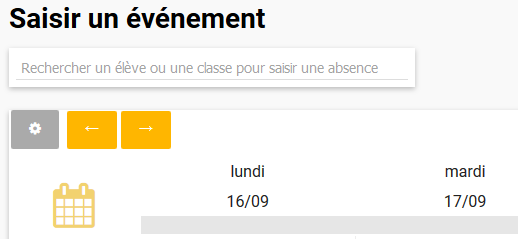 Saisir un événement
Rechercher un élève ou une classe pour saisir une absence
← →
lundi mardi
16/09 17/09